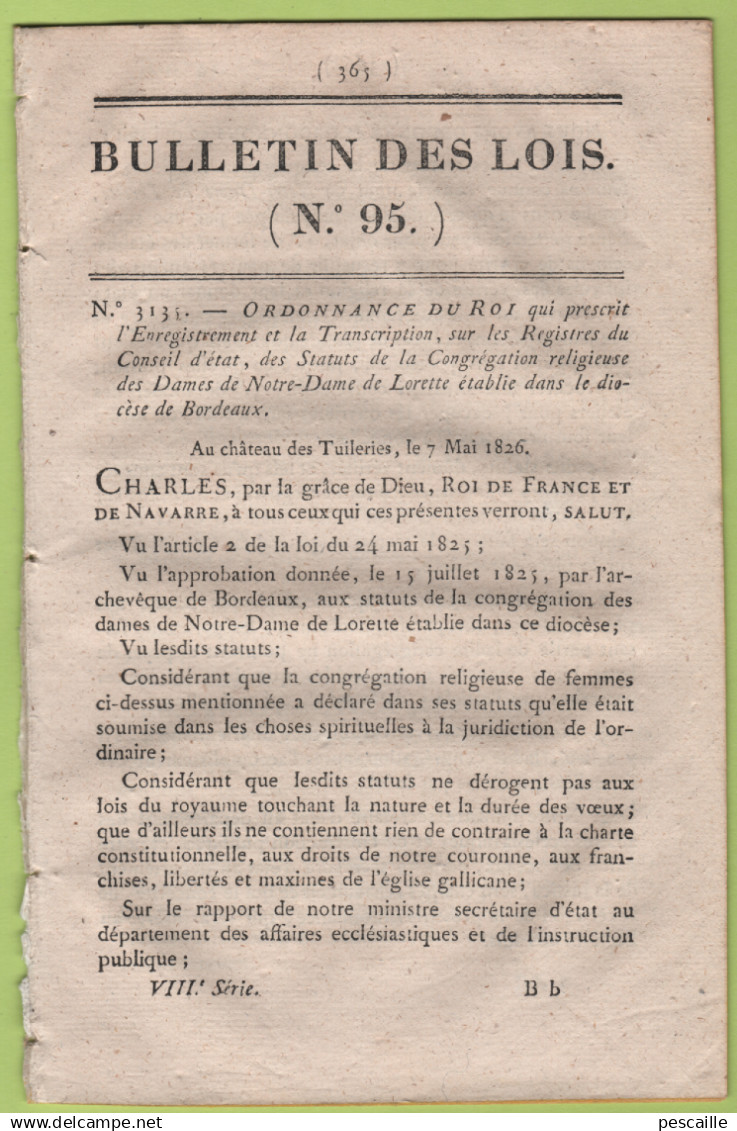 ( 365 )
BULLETIN DES LOIS.
( N.° 95. )
N.° 3135. — ORDONNANCE DU ROI qui prescrit
l'Enregistrement et la Transcription, sur les Registres du
Conseil d'état, des Statuts de la Congrégation religieuse
des Dames de Notre-Dame de Lorette établie dans le dio-
cèse de Bordeaux.
Au château des Tuileries, le 7 Mai 1826.
CHARLES, par la grâce de Dieu, ROI DE FRANCE ET
DE NAVARRE, à tous ceux qui ces présentes verront, SALUT.
Vu l'article 2 de la loi du 24 mai 1825 ;
Vu l'approbation donnée, le 15 juillet 1825, par l'ar-
chevêque de Bordeaux, aux statuts de la congrégation des
dames de Notre-Dame de Lorette établie dans ce diocèse ;
Vu lesdits statuts ;
Considérant que la congrégation religieuse de femmes
ci-dessus mentionnée a déclaré dans ses statuts qu'elle était
soumise dans les choses spirituelles à la juridiction de l'or-
dinaire ;
Considérant que lesdits statuts ne dérogent pas aux
lois du royaume touchant la nature et la durée des vœux ;
que d'ailleurs ils ne contiennent rien de contraire à la charte
constitutionnelle, aux droits de notre couronne, aux fran-
chises, libertés et maximes de l'église gallicane ;
Sur le rapport de notre ministre secrétaire d'état au
département des affaires ecclésiastiques et de l'instruction
publique ;
VIII.e Série. B b
pescaille